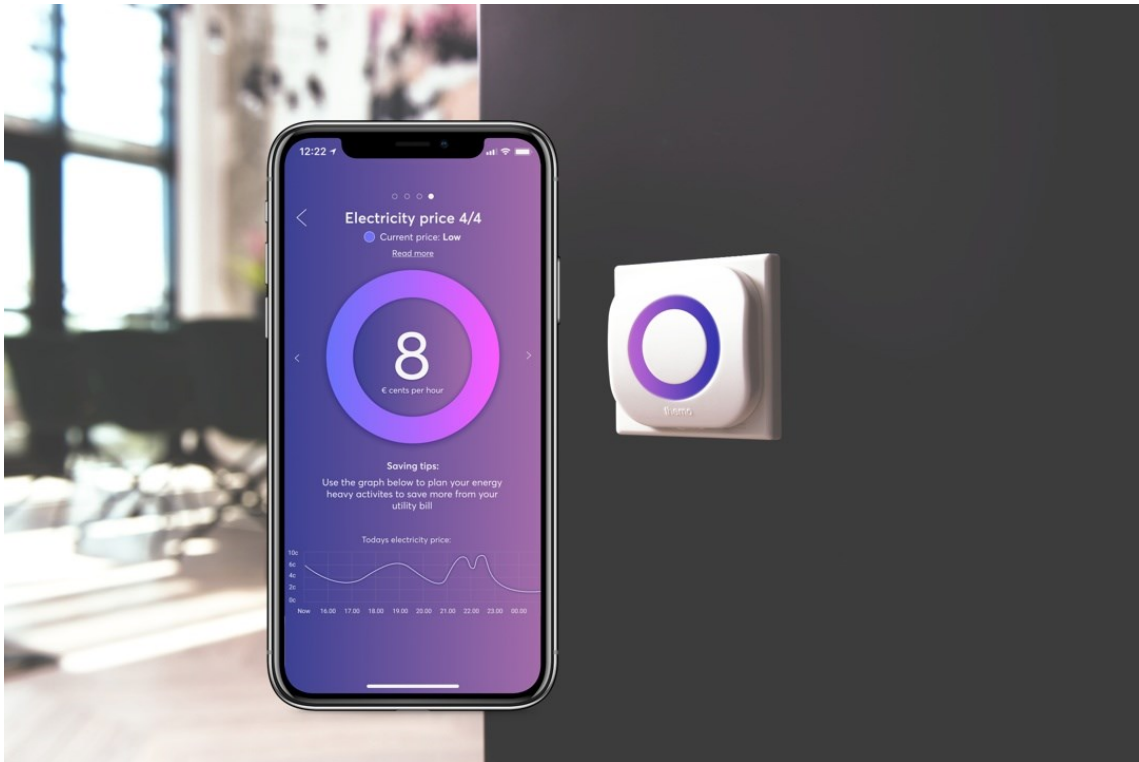 12:22
Electricity price 4/4
Current price: Low
Read more
8
€ cents per hour
Saving tips:
Use the graph below to plan your energy
heavy activites to save more from your
utility bill
Todays electricity price:
10c
6c
4c
2c
0c
Now 16.00 17.00 18.00 19.00 20.00 21.00 22.00 23.00 00.00